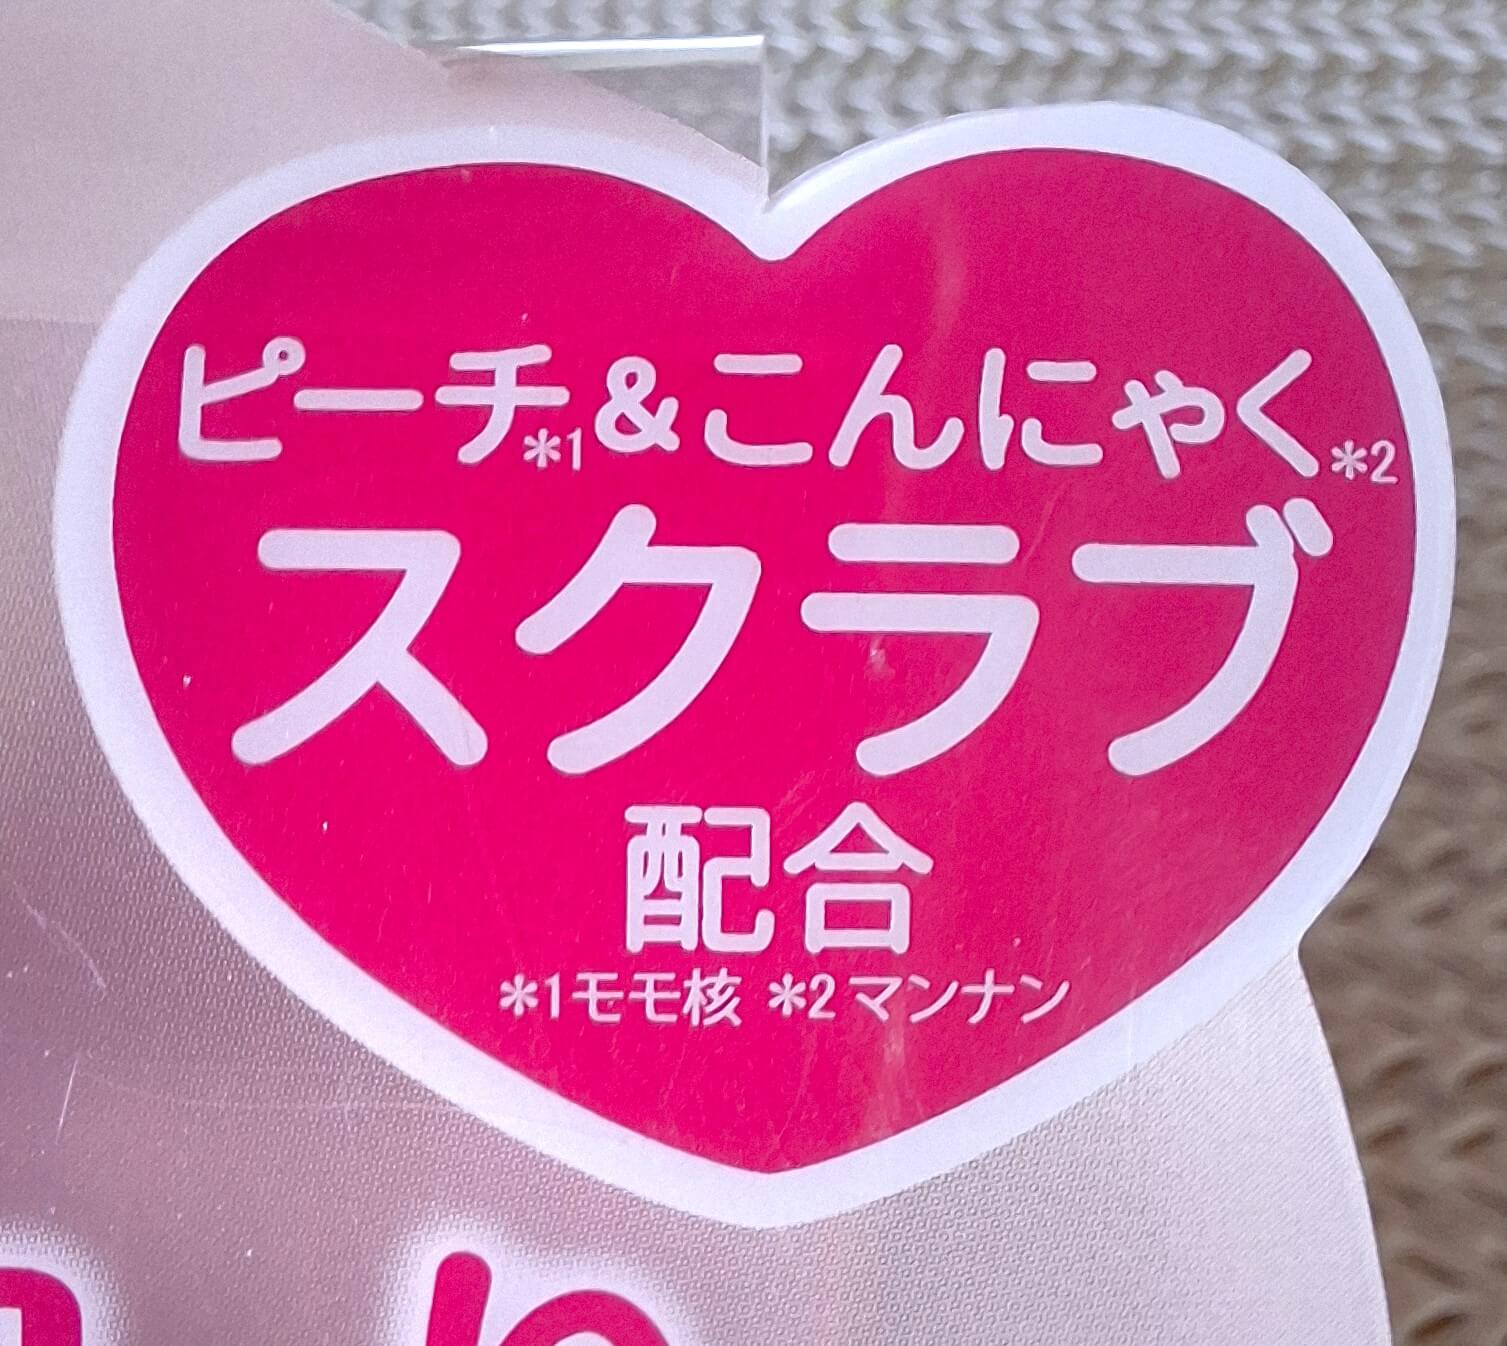 ピーチ*1&こんにゃく*2
スクラブ
配合
*1モモ核 *2マンナン